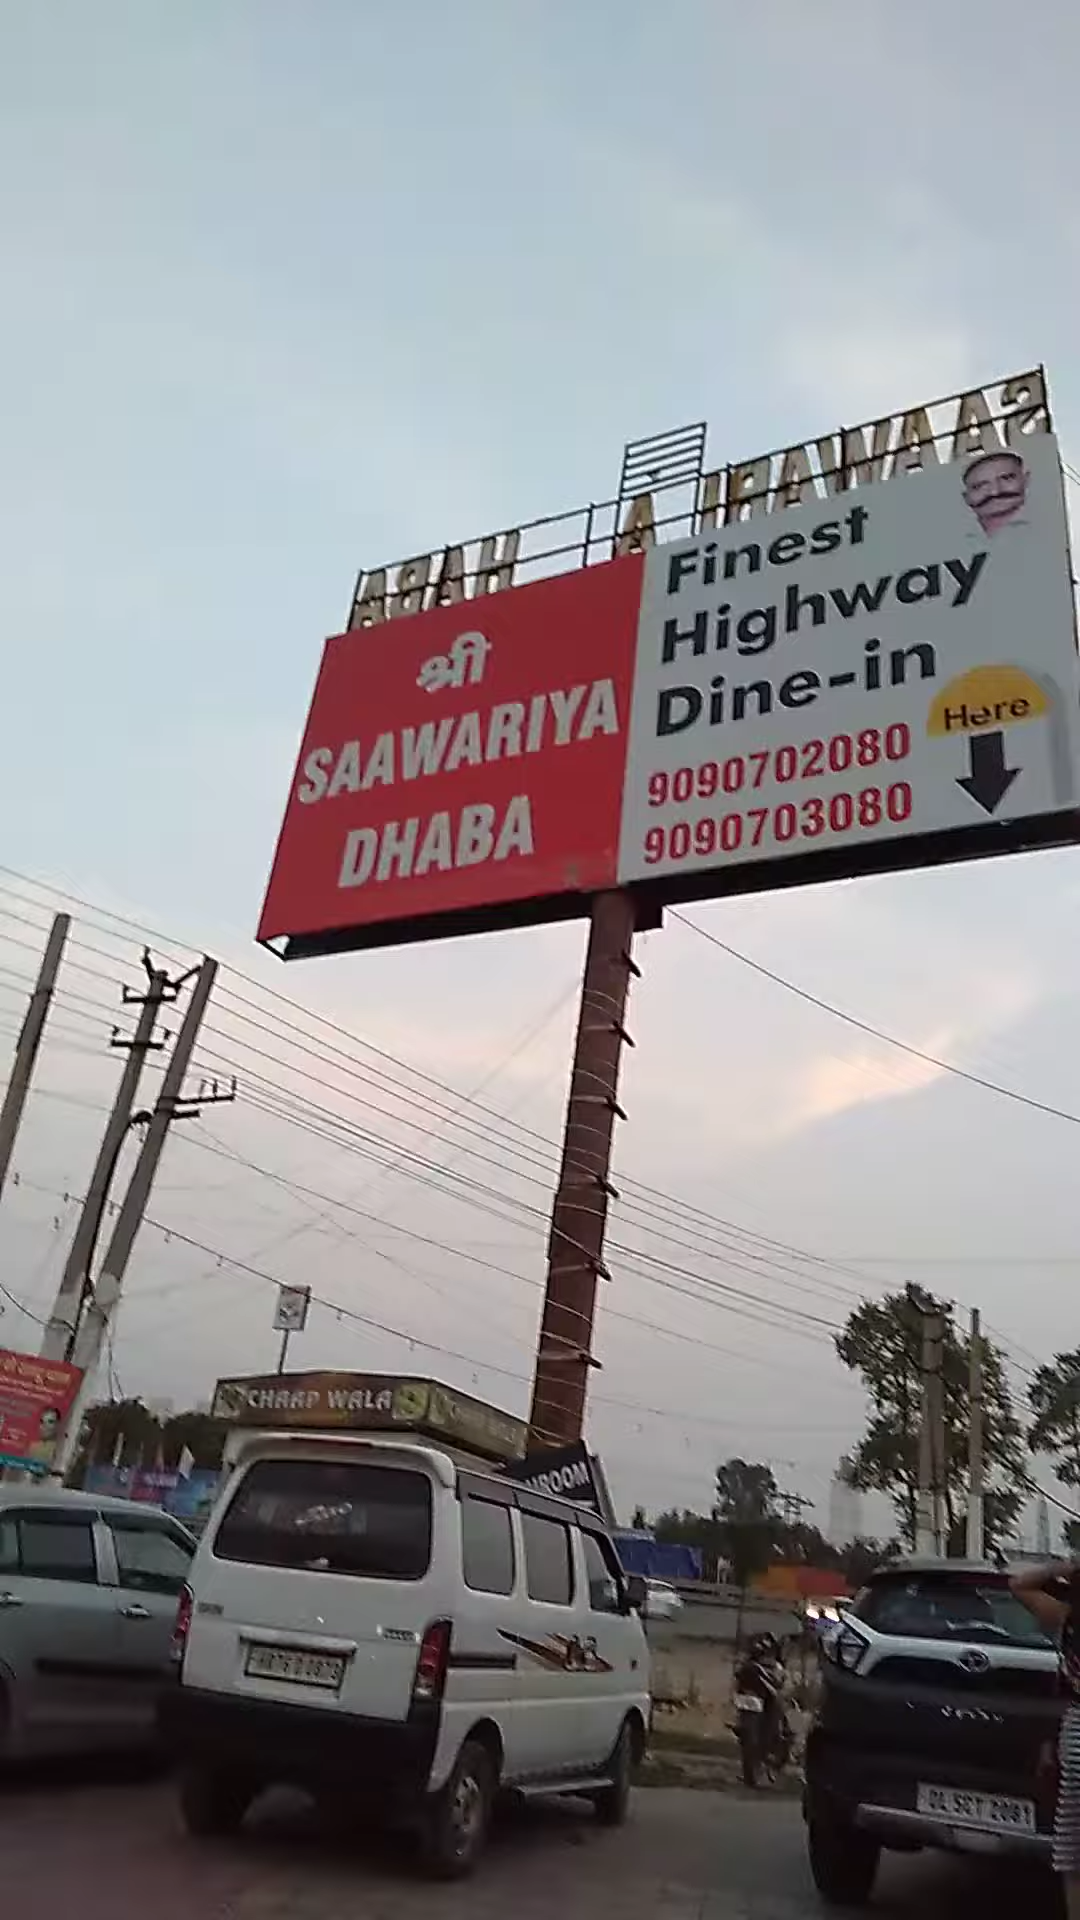 श्री
SAAWARIYA
DHABA
Finest
Highway
Dine-in
Here
9090702080
9090703080
CHAAP WALA